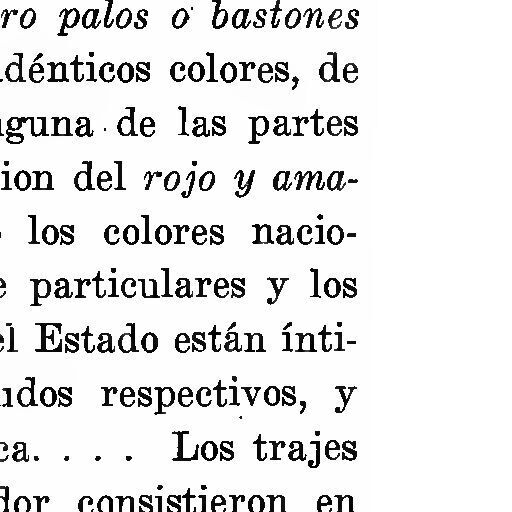 ro palos o bastones
idénticos colores, de
guna de las partes
ion del rojo y ama-
los colores nacio-
e particulares y los
el Estado están ínti-
udos respectivos, y
ca. . . . Los trajes
dor consistieron en